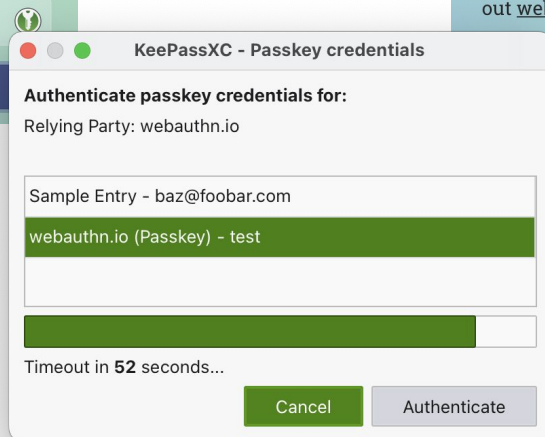 out
KeePassXC - Passkey credentials
Authenticate passkey credentials for:
Relying Party: webauthn.io
Sample Entry - baz@foobar.com
webauthn.io (Passkey) - test
Timeout in 52 seconds...
Cancel
Authenticate